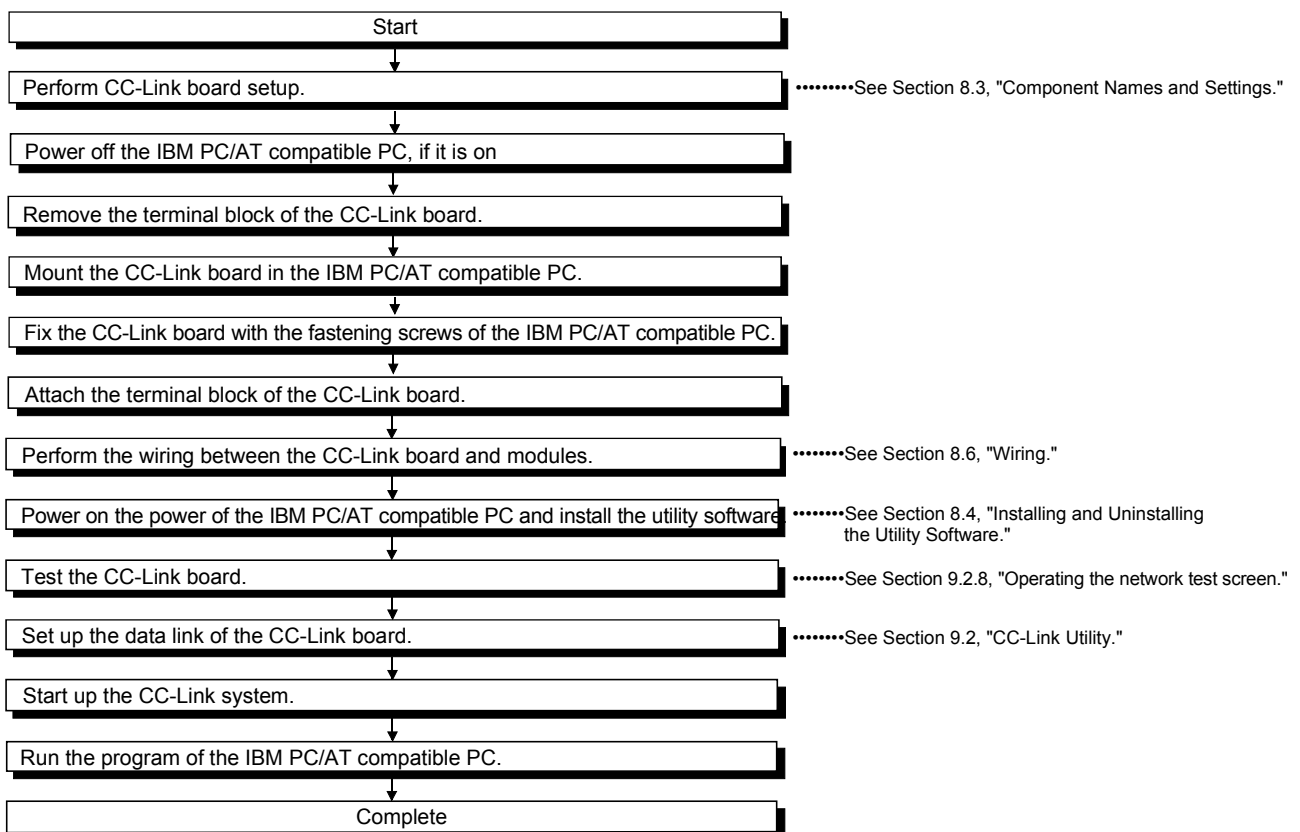 Start
Perform CC-Link board setup.
•••••••••See Section 8.3, "Component Names and Settings."
Power off the IBM PC/AT compatible PC, if it is on
Remove the terminal block of the CC-Link board.
Mount the CC-Link board in the IBM PC/AT compatible PC.
Fix the CC-Link board with the fastening screws of the IBM PC/AT compatible PC.
Attach the terminal block of the CC-Link board.
Perform the wiring between the CC-Link board and modules.
••••••••See Section 8.6, "Wiring."
Power on the power of the IBM PC/AT compatible PC and install the utility software.
••••••••See Section 8.4, "Installing and Uninstalling
the Utility Software."
Test the CC-Link board.
••••••••See Section 9.2.8, "Operating the network test screen."
Set up the data link of the CC-Link board.
••••••••See Section 9.2, "CC-Link Utility."
Start up the CC-Link system.
Run the program of the IBM PC/AT compatible PC.
Complete